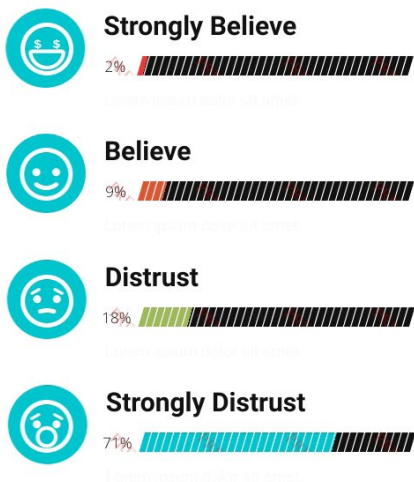 $ $
Strongly Believe
2%
Lorem ipsum dolor sit amet
Believe
9%
Lorem ipsum dolor sit amet
Distrust
18%
Lorem ipsum dolor sit amet
Strongly Distrust
71%
Lorem ipsum dolor sit amet